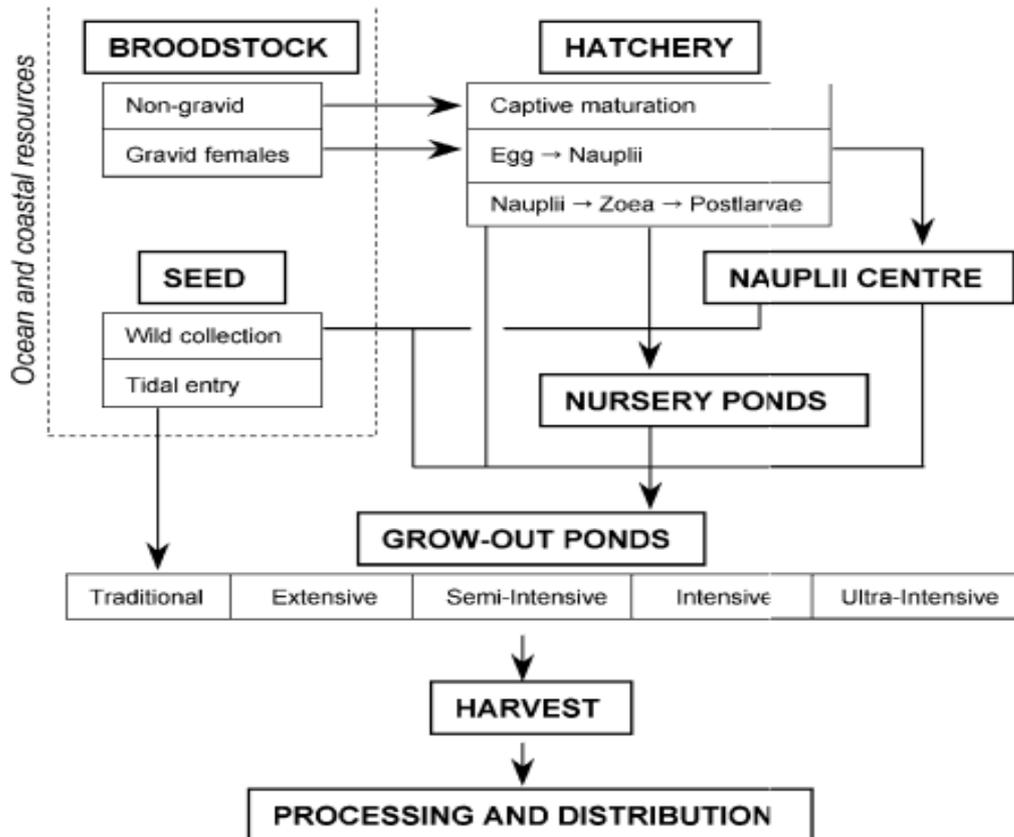 Ocean and coastal resources
BROODSTOCK
Non-gravid
Gravid females
HATCHERY
Captive maturation
Egg → Nauplii
Nauplii → Zoea → Postlarvae
SEED
Wild collection
Tidal entry
NAUPLII CENTRE
NURSERY PONDS
GROW-OUT PONDS
Traditional
Extensive
Semi-Intensive
Intensive
Ultra-Intensive
HARVEST
PROCESSING AND DISTRIBUTION